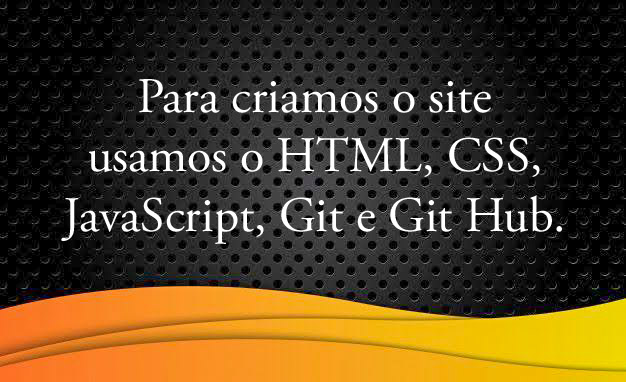 Para criamos o site
usamos o HTML, CSS,
JavaScript, Git e Git Hub.